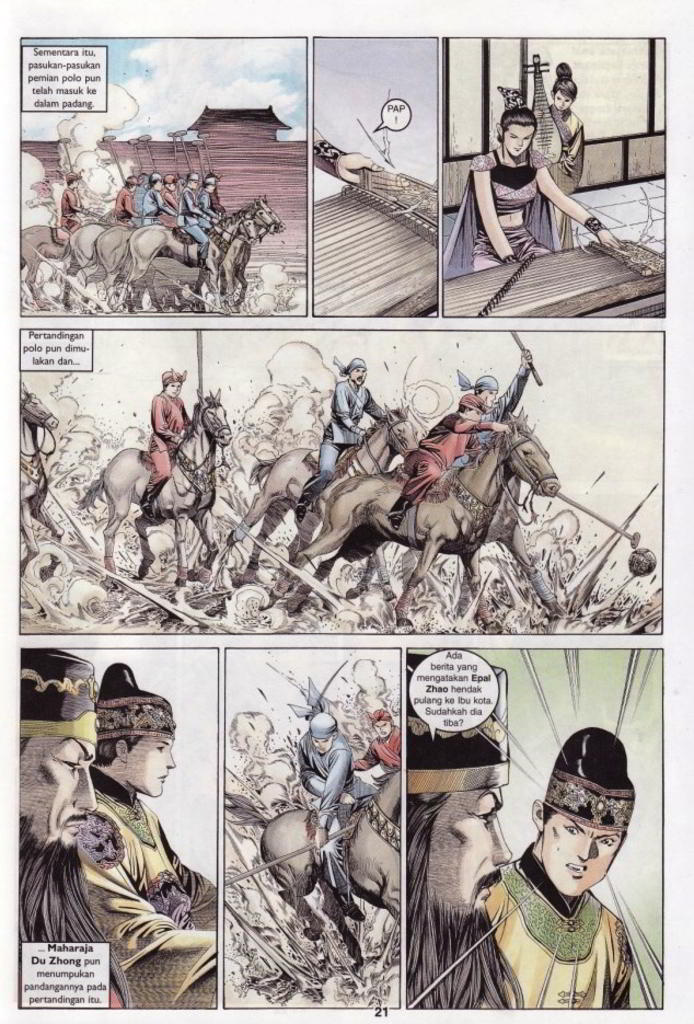 Sementara itu,
pasukan-pasukan
pemian polo pun
telah masuk ke
dalam padang.
PAP
!
Pertandingan
polo pun dimu-
lakan dan...
... Maharaja
Du Zhong pun
menumpukan
pandangannya pada
pertandingan itu.
Ada
berita yang
mengatakan Epal
Zhao hendak
pulang ke Ibu kota.
Sudahkah dia
tiba?
21